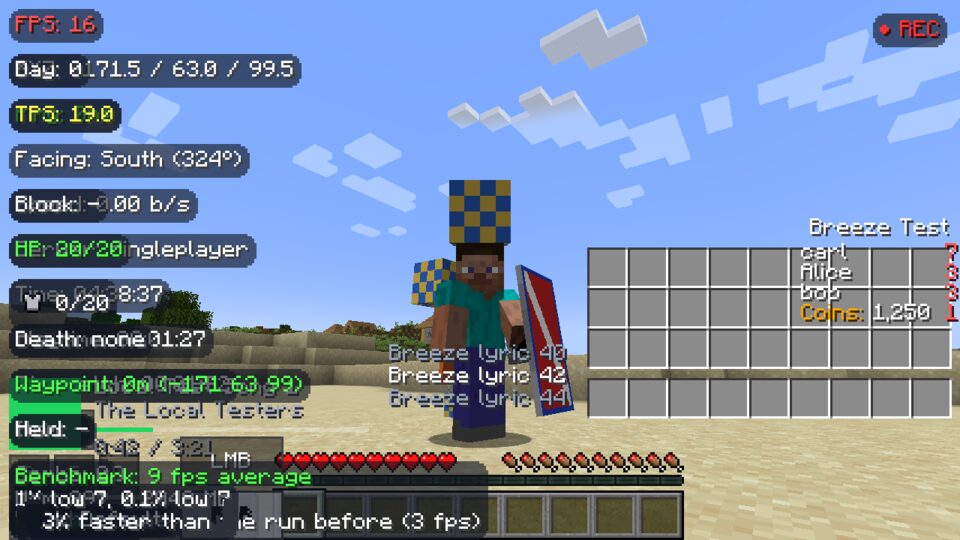 FPS: 16
REC
Day: 0171.5 / 63.0 / 99.5
TPS: 19.0
Facing: South (324°)
Block: -.00 b/s
Breeze Test
HP: 20/20 ingleplayer
carl 7
Alice 3
bob 3
Coins: 1,250 1
0/20
Death: none 01:27
Breeze lyric 40
Breeze lyric 42
Breeze lyric 44
Waypoint: 0m (-171 63 99)
The Local Testers
Held: -
0:42 / 3:21
LMB
Benchmark: 9 fps average
1% low 7, 0.1% low 7
faster than run before (3 fps)